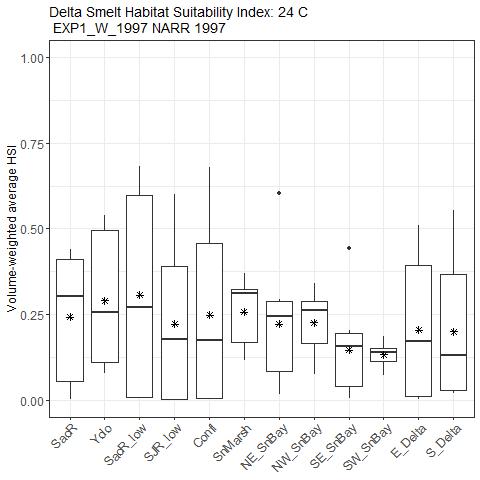 Delta Smelt Habitat Suitability Index: 24 C
EXP1_W_1997 NARR 1997
Volume-weighted average HSI
1.00
0.75
0.50
0.25
0.00
SacR
Yolo
SacR_low
SJR_low
Confl
SnMarsh
NE_SnBay
NW_SnBay
SE_SnBay
SW_SnBay
E_Delta
S_Delta